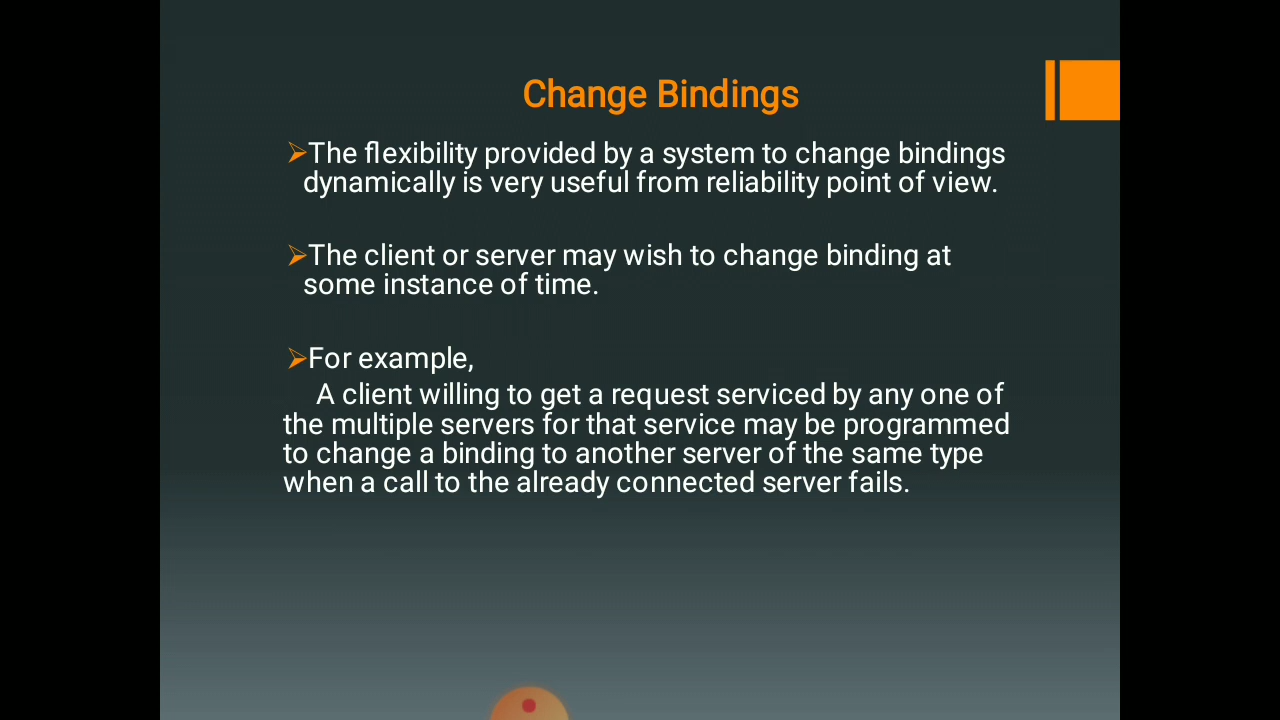 Change Bindings
The flexibility provided by a system to change bindings
dynamically is very useful from reliability point of view.
The client or server may wish to change binding at
some instance of time.
For example,
A client willing to get a request serviced by any one of
the multiple servers for that service may be programmed
to change a binding to another server of the same type
when a call to the already connected server fails.